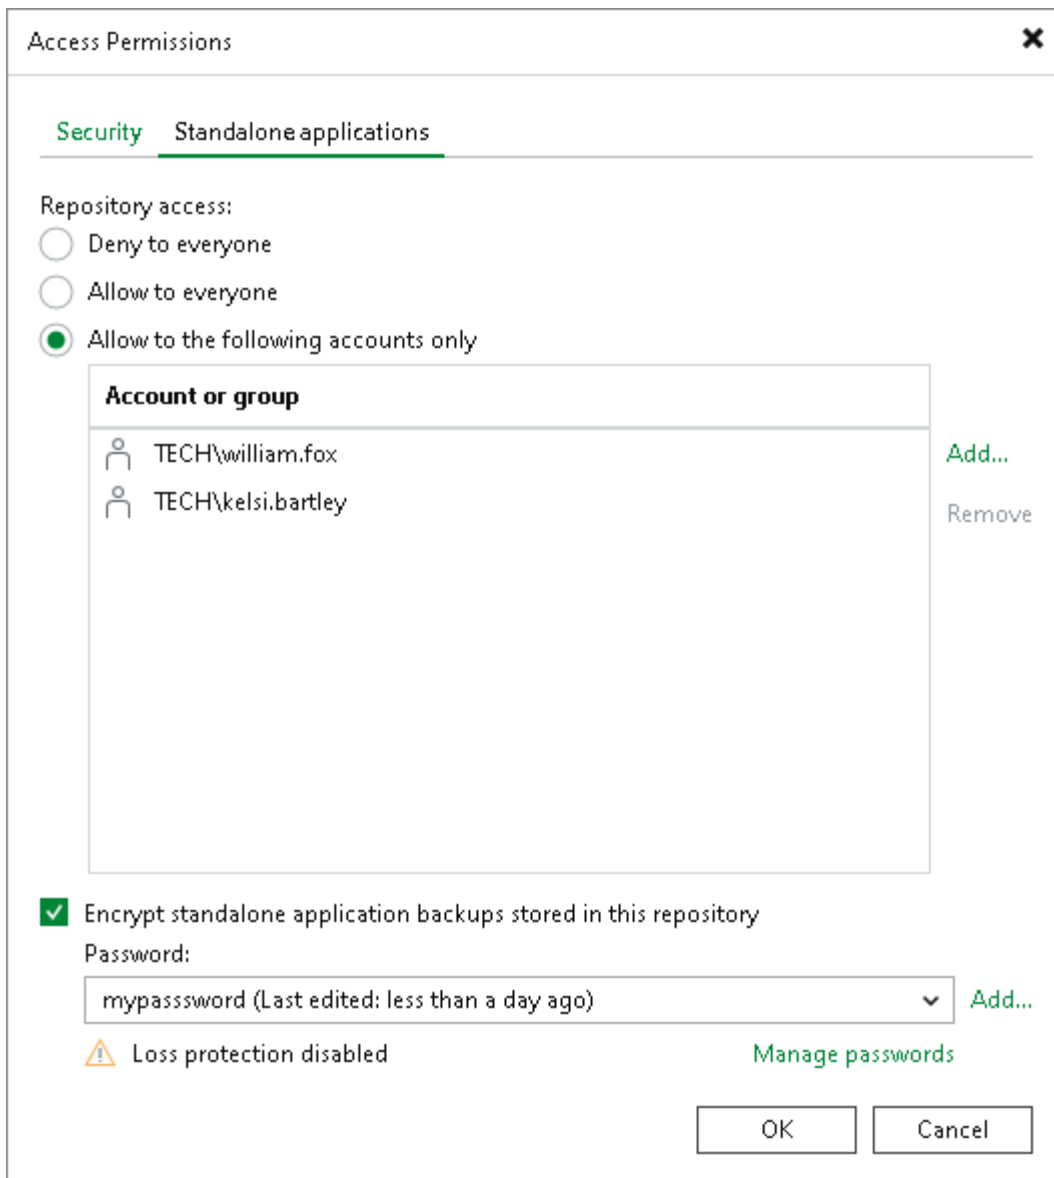 Access Permissions
Security Standalone applications
Repository access:
Deny to everyone
Allow to everyone
Allow to the following accounts only
Account or group
TECH\william.fox
Add...
TECH\kelsi.bartley
Remove
Encrypt standalone application backups stored in this repository
Password:
mypasssword (Last edited: less than a day ago)
Add...
Loss protection disabled
Manage passwords
OK
Cancel